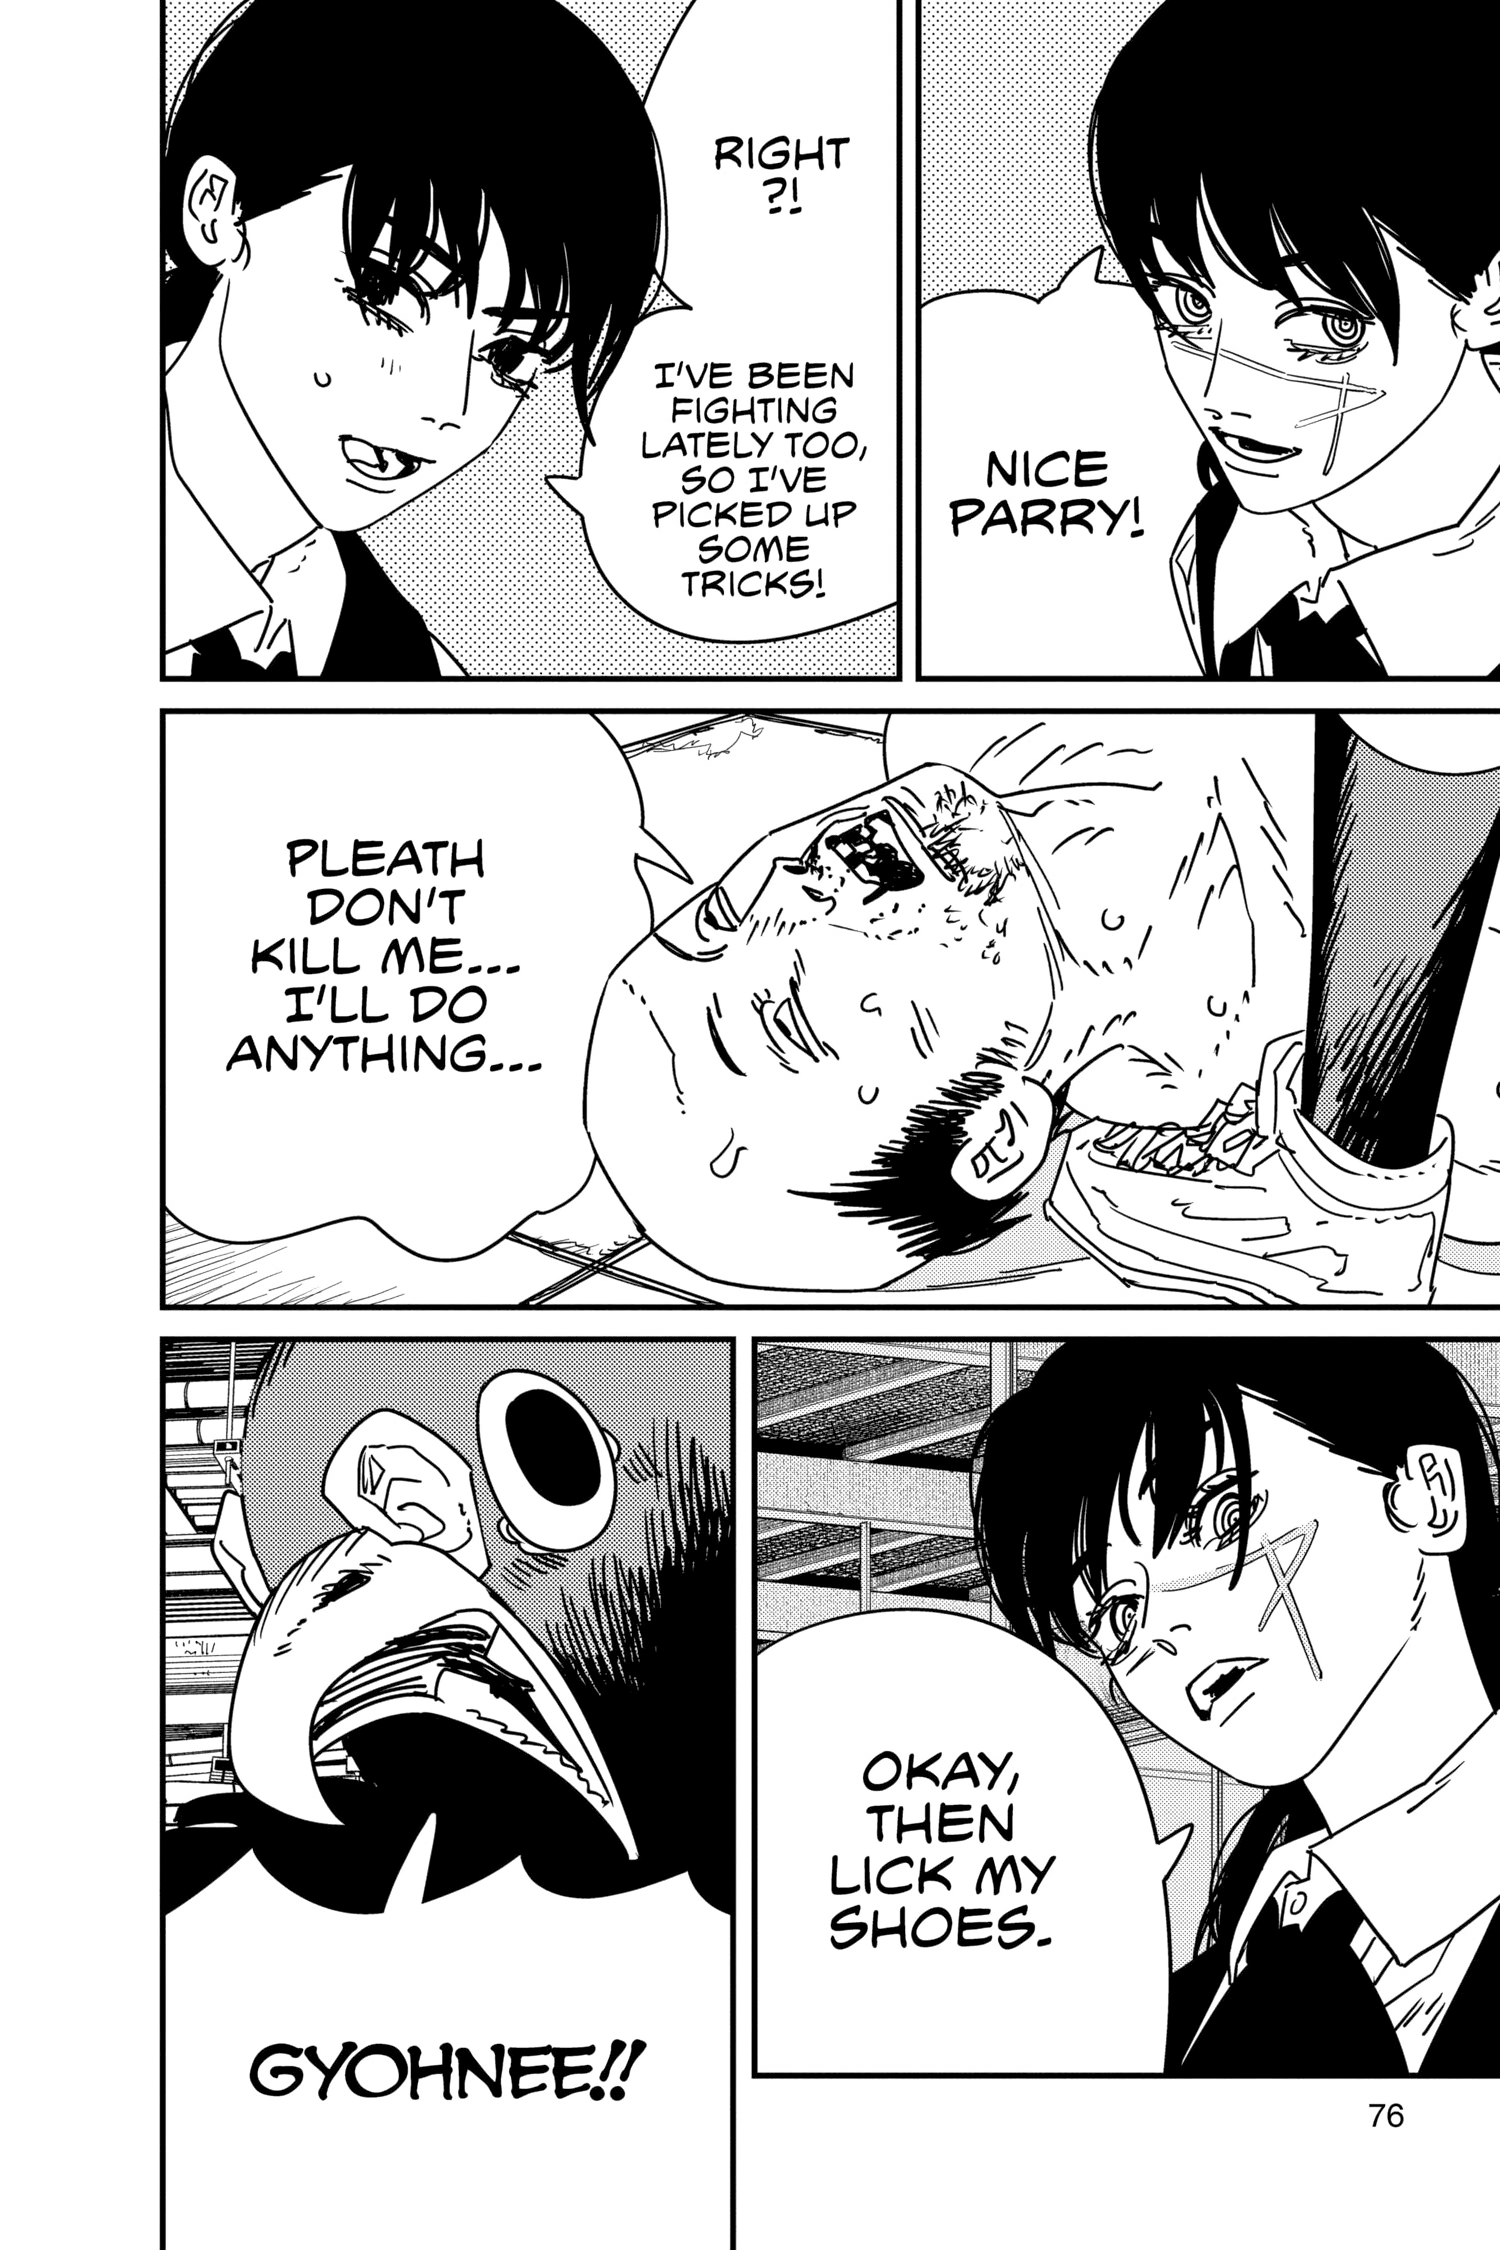 NICE
PARRY!
RIGHT
?!
I'VE BEEN
FIGHTING
LATELY TOO,
SO I'VE
PICKED UP
SOME
TRICKS!
PLEATH
DON'T
KILL ME...
I'LL DO
ANYTHING...
OKAY,
THEN
LICK MY
SHOES.
GYOHNEE!!
76